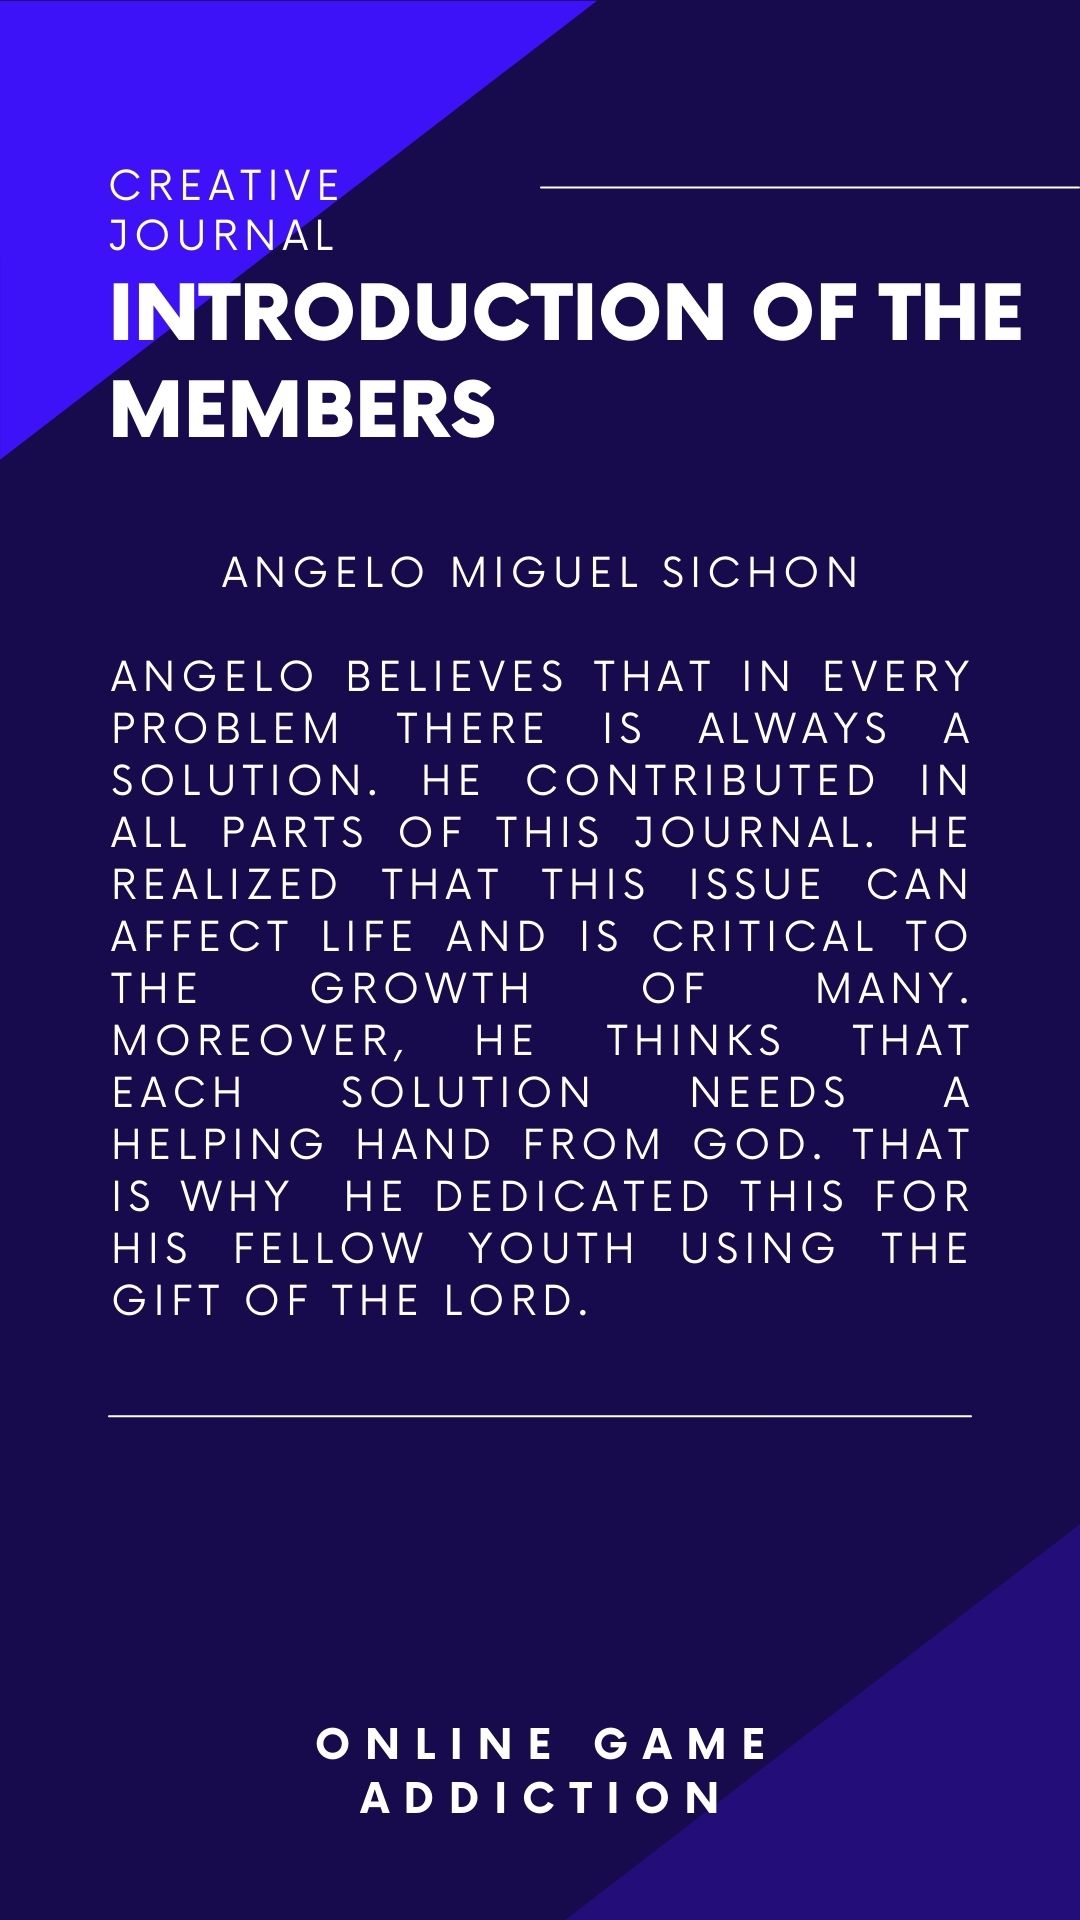 CREATIVE
JOURNAL
INTRODUCTION OF THE
MEMBERS
ANGELO MIGUEL SICHON
ANGELO BELIEVES THAT IN EVERY
PROBLEM THERE IS ALWAYS A
SOLUTION. HE CONTRIBUTED IN
ALL PARTS OF THIS JOURNAL. HE
REALIZED THAT THIS ISSUE CAN
AFFECT LIFE AND IS CRITICAL TO
THE GROWTH OF MANY.
MOREOVER, HE THINKS THAT
EACH SOLUTION NEEDS A
HELPING HAND FROM GOD. THAT
IS WHY HE DEDICATED THIS FOR
HIS FELLOW YOUTH USING THE
GIFT OF THE LORD.
ONLINE GAME
ADDICTION